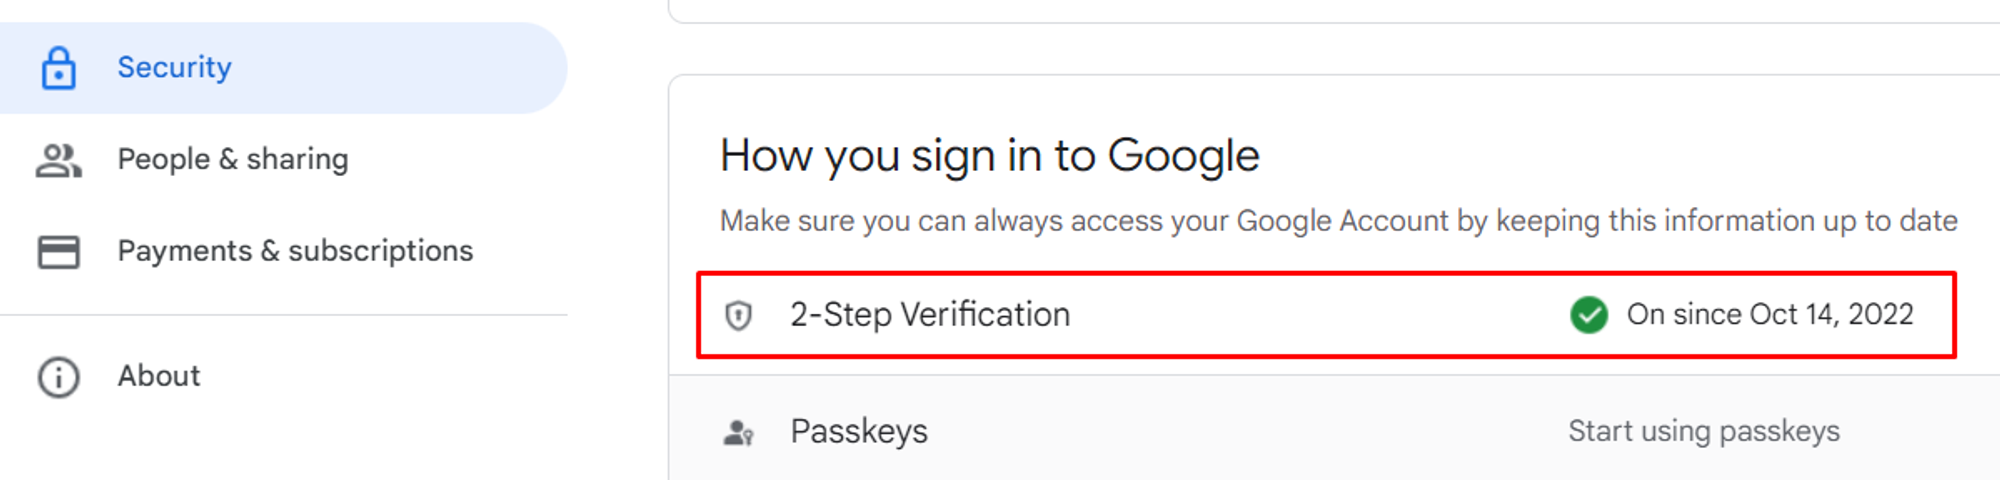 Security
People & sharing
Payments & subscriptions
About
How you sign in to Google
Make sure you can always access your Google Account by keeping this information up to date
2-Step Verification
On since Oct 14, 2022
Passkeys
Start using passkeys